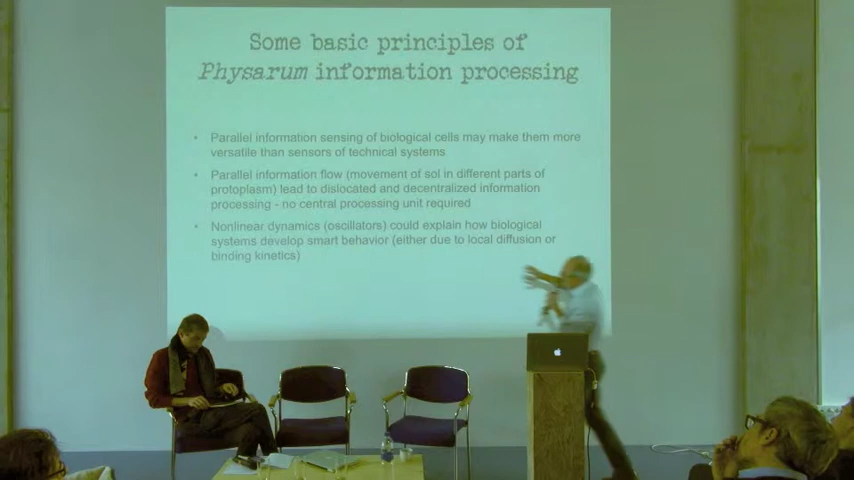 Some basic principles of
Physarum information processing
• Parallel information sensing of biological cells may make them more
versatile than sensors of technical systems
• Parallel information flow (movement of sol in different parts of
protoplasm) lead to dislocated and decentralized information
processing - no central processing unit required
• Nonlinear dynamics (oscillators) could explain how biological
systems develop smart behavior (either due to local diffusion or
binding kinetics)